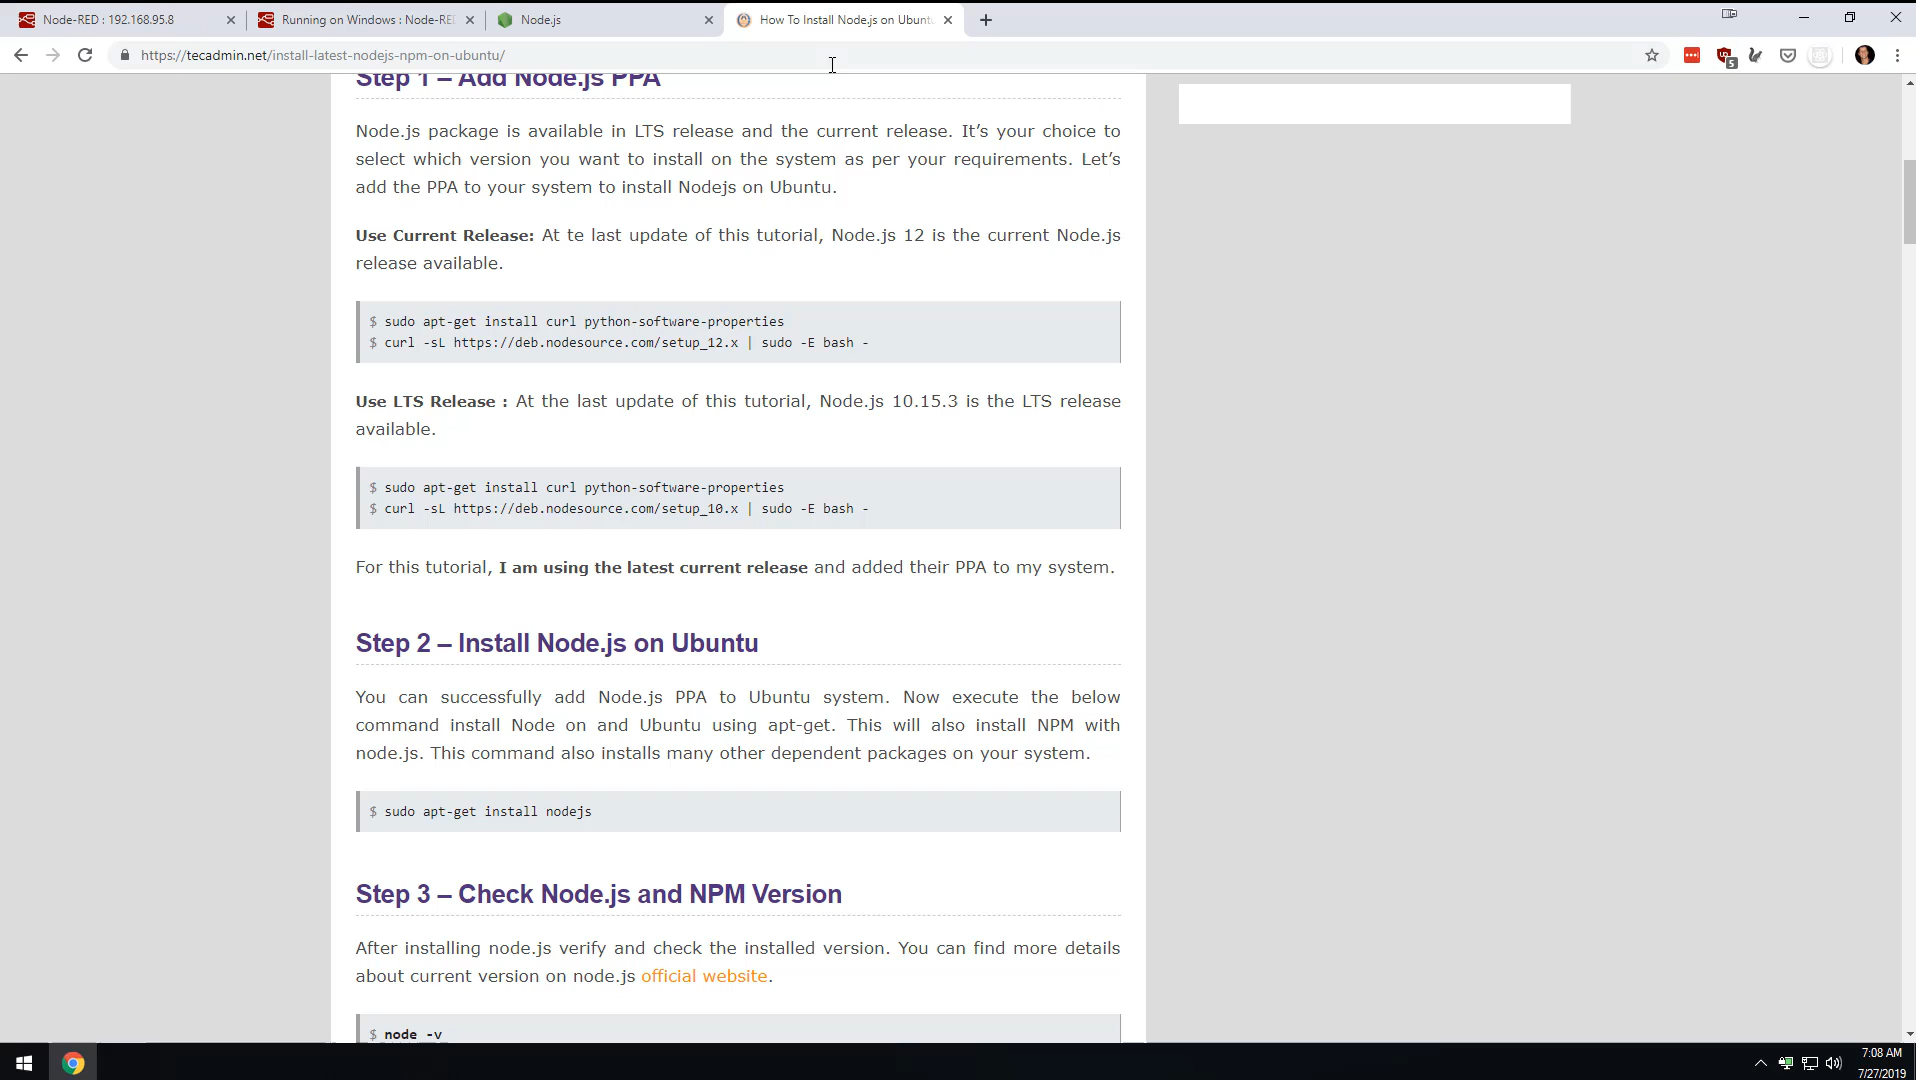 Node-RED : 192.168.95.8
Running on Windows : Node-RED
Node.js
How To Install Node.js on Ubuntu
https://tecadmin.net/install-latest-nodejs-npm-on-ubuntu/
5
Step 1 – Add Node.js PPA
Node.js package is available in LTS release and the current release. It’s your choice to
select which version you want to install on the system as per your requirements. Let’s
add the PPA to your system to install Nodejs on Ubuntu.
Use Current Release: At te last update of this tutorial, Node.js 12 is the current Node.js
release available.
$ sudo apt-get install curl python-software-properties
$ curl -sL https://deb.nodesource.com/setup_12.x | sudo -E bash -
Use LTS Release : At the last update of this tutorial, Node.js 10.15.3 is the LTS release
available.
$ sudo apt-get install curl python-software-properties
$ curl -sL https://deb.nodesource.com/setup_10.x | sudo -E bash -
For this tutorial, I am using the latest current release and added their PPA to my system.
Step 2 – Install Node.js on Ubuntu
You can successfully add Node.js PPA to Ubuntu system. Now execute the below
command install Node on and Ubuntu using apt-get. This will also install NPM with
node.js. This command also installs many other dependent packages on your system.
$ sudo apt-get install nodejs
Step 3 – Check Node.js and NPM Version
After installing node.js verify and check the installed version. You can find more details
about current version on node.js official website.
$ node -v
7:08 AM
7/27/2019